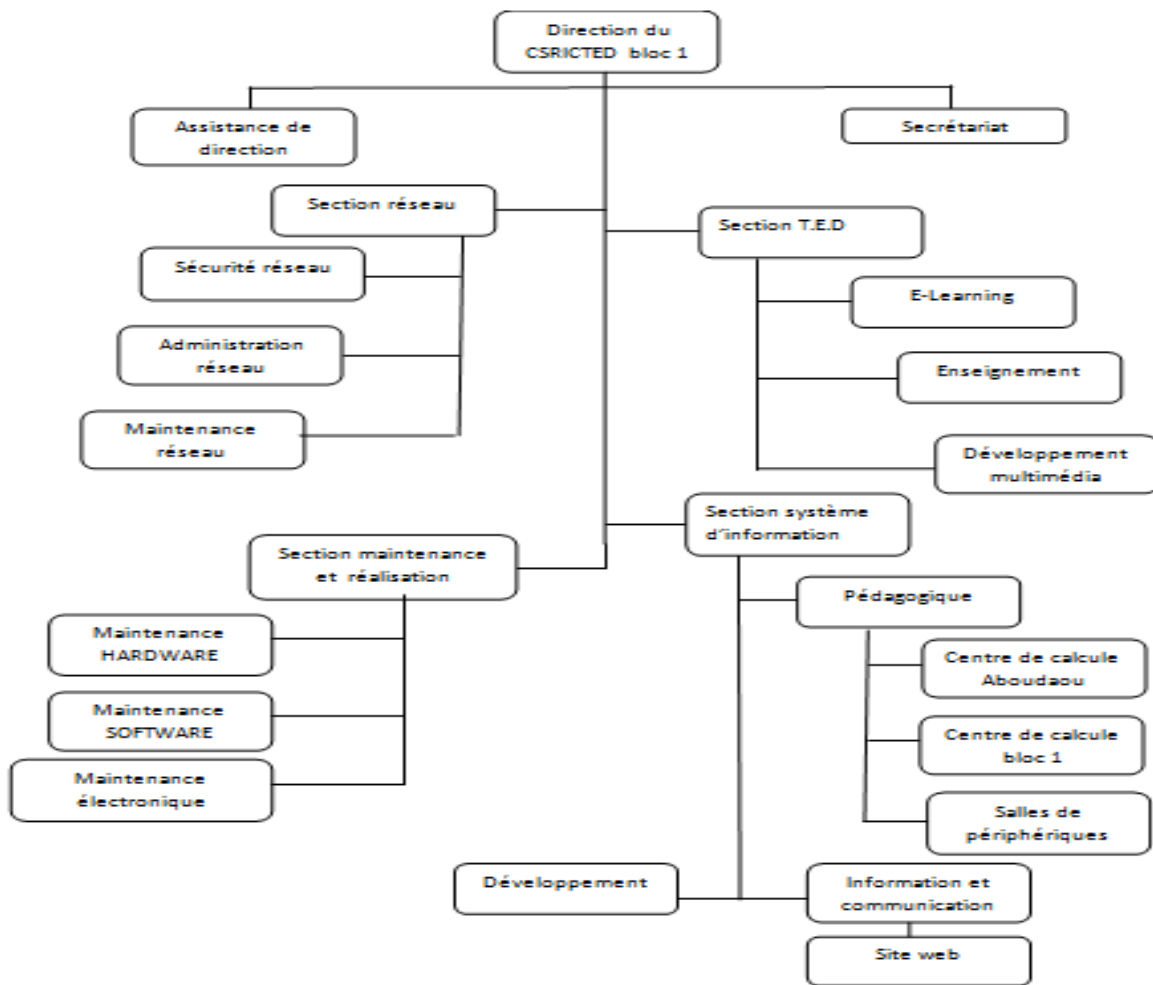 Direction du
CSRICTED bloc 1
Assistance de
direction
Secrétariat
Section réseau
Sécurité réseau
Administration
réseau
Maintenance
réseau
Section T.E.D
E-Learning
Enseignement
Développement
multimédia
Section maintenance
et réalisation
Maintenance
HARDWARE
Maintenance
SOFTWARE
Maintenance
électronique
Section système
d'information
Pédagogique
Centre de calcule
Aboudaou
Centre de calcule
bloc 1
Salles de
périphériques
Développement
Information et
communication
Site web